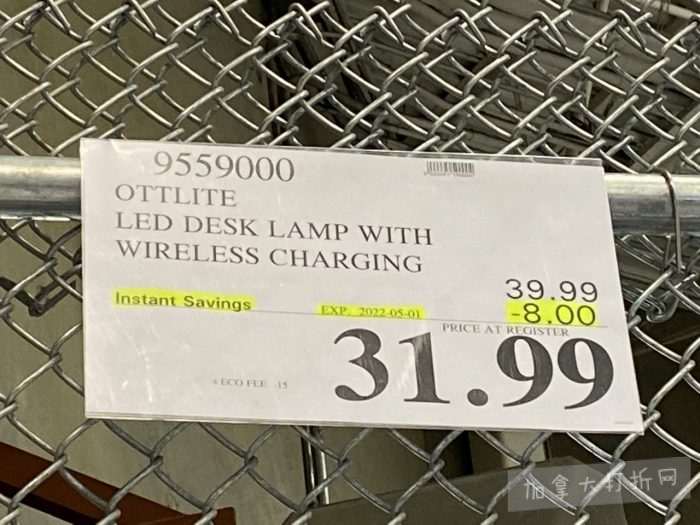 9559000
OTTLITE
LED DESK LAMP WITH
WIRELESS CHARGING
39.99
Instant Savings EXP. 2022-05-01 -8.00
PRICE AT REGISTER
31.99
ECO FEE .15
加拿大打折网